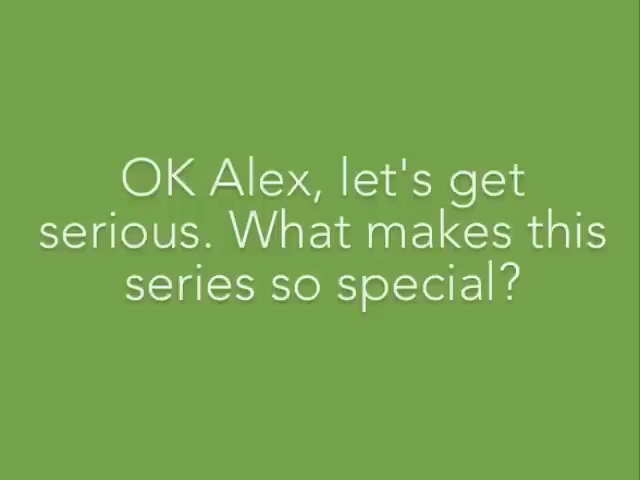 OK Alex, let's get
serious. What makes this
series so special?